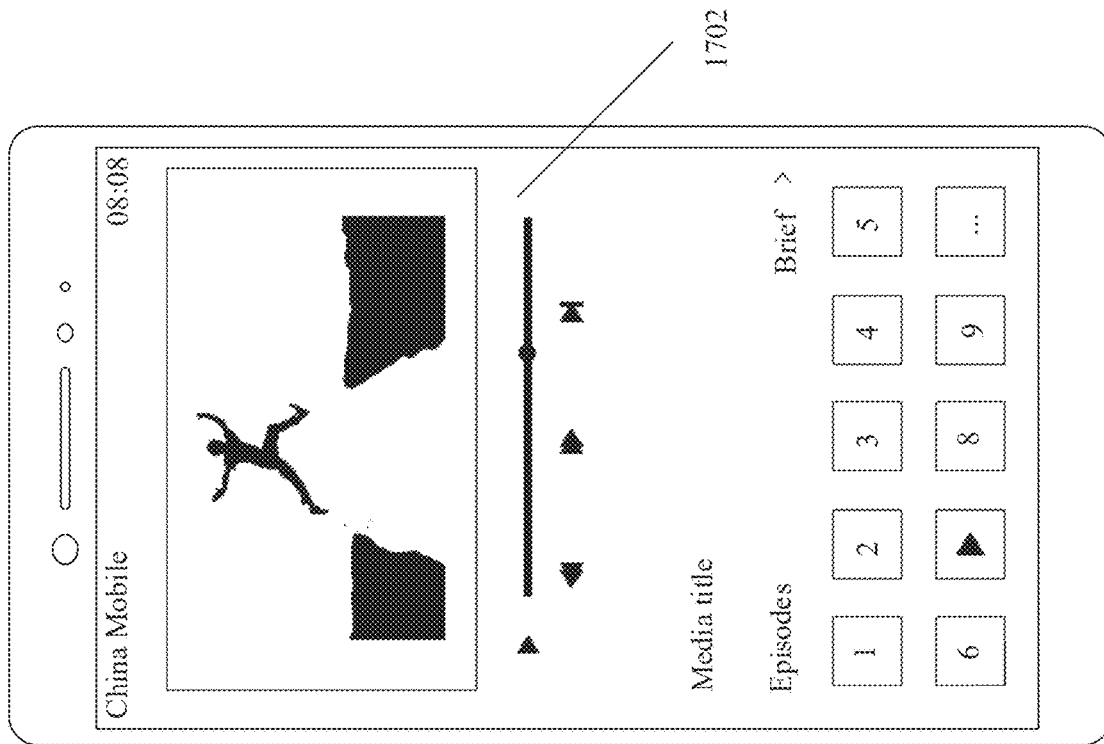 China Mobile 08:08
1702
Media title
Episodes Brief >
1 2 3 4 5
6 8 9 ...